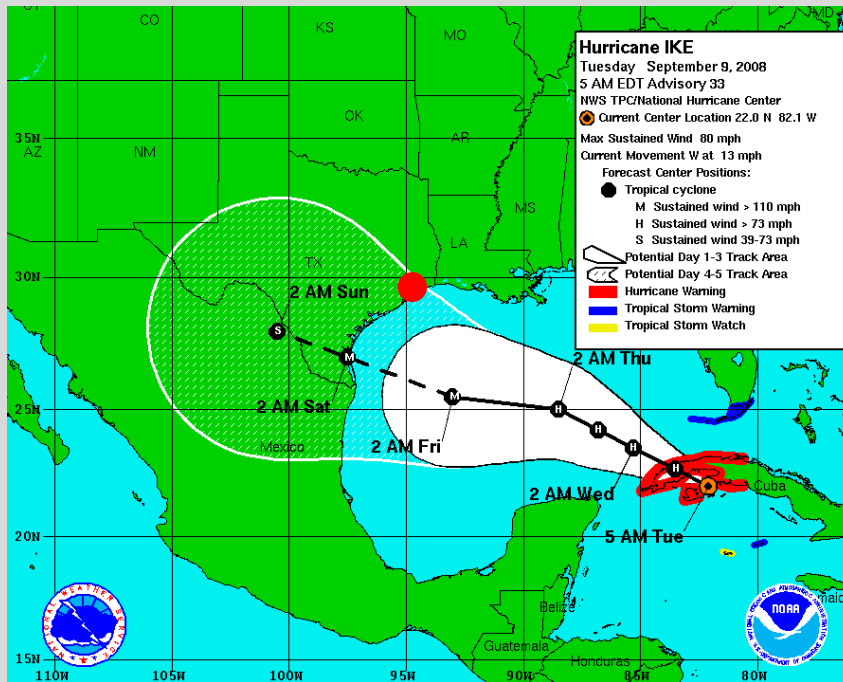 CO
KS
MO
MD
Hurricane IKE
Tuesday September 9, 2008
5 AM EDT Advisory 33
NWS TPC/National Hurricane Center
Current Center Location 22.0 N 82.1 W
Max Sustained Wind 80 mph
Current Movement W at 13 mph
Forecast Center Positions:
Tropical cyclone
M Sustained wind > 110 mph
H Sustained wind > 73 mph
S Sustained wind 39-73 mph
Potential Day 1-3 Track Area
Potential Day 4-5 Track Area
Hurricane Warning
Tropical Storm Warning
Tropical Storm Watch
35N
AZ
NM
OK
AR
MS
LA
TX
30N
2 AM Sun
S
M
2 AM Thu
25N
2 AM Sat
M
H
H
H
H
Mexico
2 AM Fri
2 AM Wed
Cuba
20N
5 AM Tue
Belize
Guatemala
Honduras
NATIONAL WEATHER SERVICE
NOAA
15N
110W
105W
100W
95W
90W
85W
80W